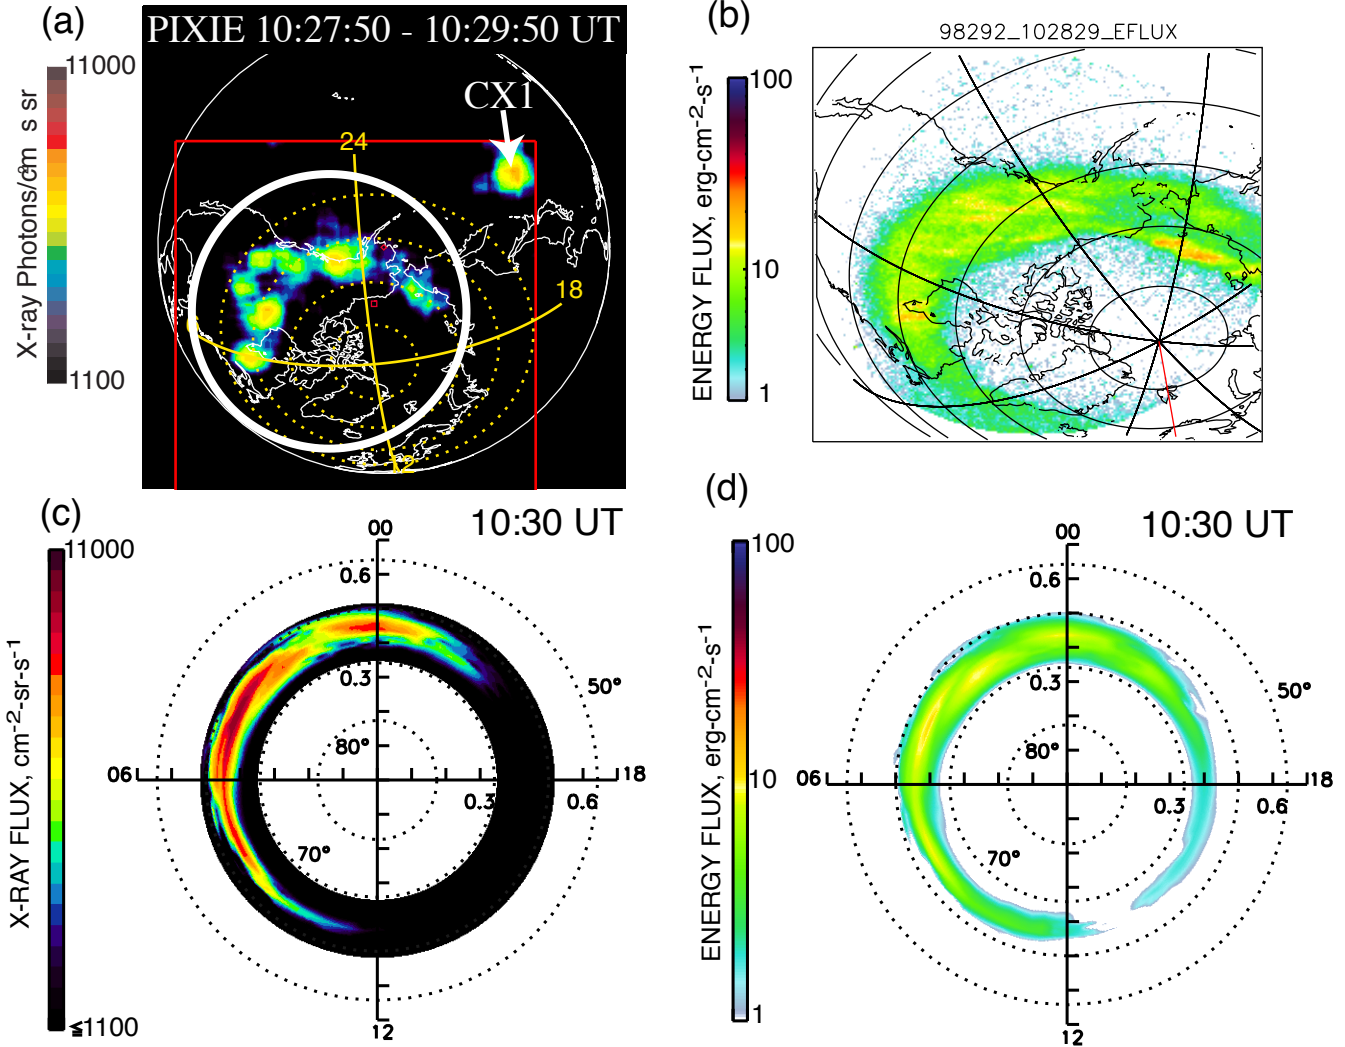 (a)
PIXIE 10:27:50 - 10:29:50 UT
11000
X-ray Photons/cm s sr
1100
CX1
24
18
12
(b)
98292_102829_EFLUX
100
ENERGY FLUX, erg-cm-2-s-1
10
1
(c)
10:30 UT
11000
X-RAY FLUX, cm-2-sr-s-1
≤1100
00
0.6
50°
0.3
80°
06
18
0.3
0.6
70°
12
(d)
10:30 UT
100
ENERGY FLUX, erg-cm-2-s-1
10
1
00
0.6
50°
0.3
80°
06
18
0.3
0.6
70°
12